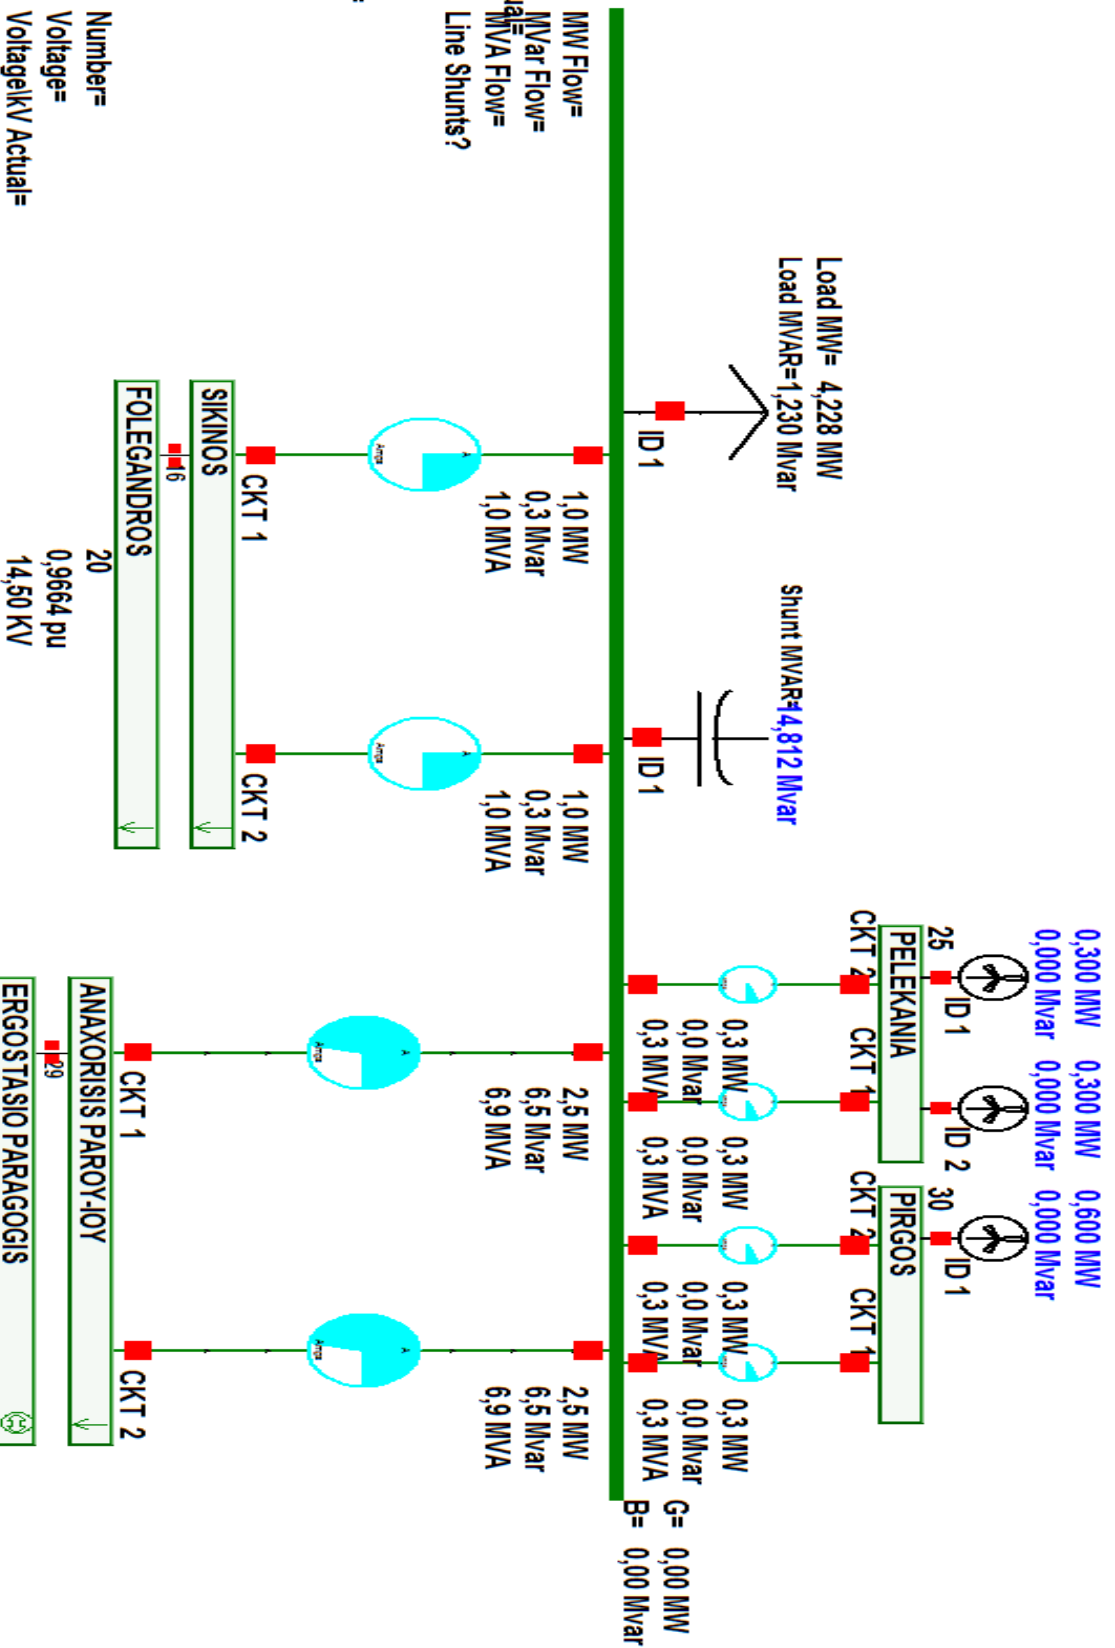 0,300 MW
0,000 Mvar
0,300 MW
0,000 Mvar
0,600 MW
0,000 Mvar
ID 1
ID 2
ID 1
25
30
PELEKANIA
PIRGOS
CKT 2
CKT 1
CKT 2
CKT 1
Load MW= 4,228 MW
Load MVAR=1,230 Mvar
Shunt MVAR=14,812 Mvar
0,3 MW
0,0 Mvar
0,3 MVA
0,3 MW
0,0 Mvar
0,3 MVA
0,3 MW
0,0 Mvar
0,3 MVA
0,3 MW
0,0 Mvar
0,3 MVA
ID 1
ID 1
G= 0,00 MW
B= 0,00 Mvar
MW Flow=
MVar Flow=
MVA Flow=
Line Shunts?
1,0 MW
0,3 Mvar
1,0 MVA
1,0 MW
0,3 Mvar
1,0 MVA
2,5 MW
6,5 Mvar
6,9 MVA
2,5 MW
6,5 Mvar
6,9 MVA
A
Amps
A
Amps
A
Amps
A
Amps
CKT 1
CKT 2
SIKINOS
16
FOLEGANDROS
CKT 1
CKT 2
ANAXORISIS PAROY-IOY
29
ERGOSTASIO PARAGOGIS
Number= 20
Voltage= 0,9664 pu
Voltage\kV Actual= 14,50 KV